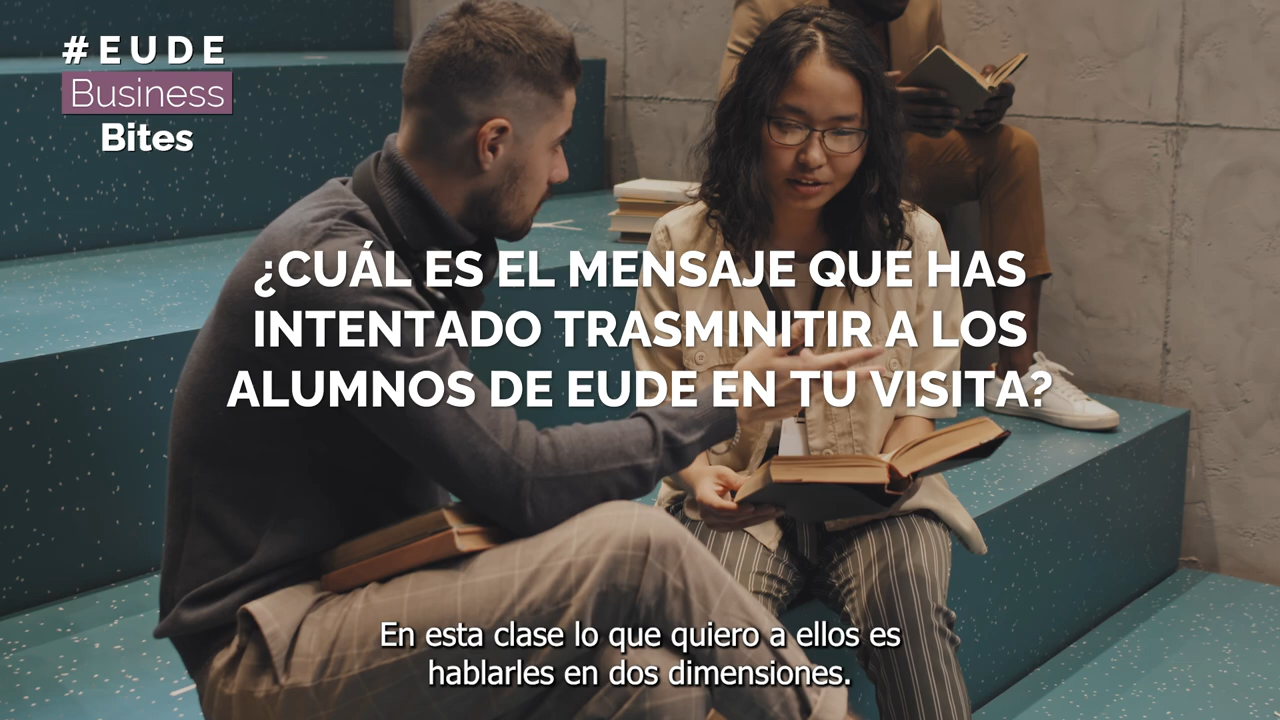 #EUDE
Business
Bites
¿CUÁL ES EL MENSAJE QUE HAS
INTENTADO TRASMINITIR A LOS
ALUMNOS DE EUDE EN TU VISITA?
En esta clase lo que quiero a ellos es
hablarles en dos dimensiones.